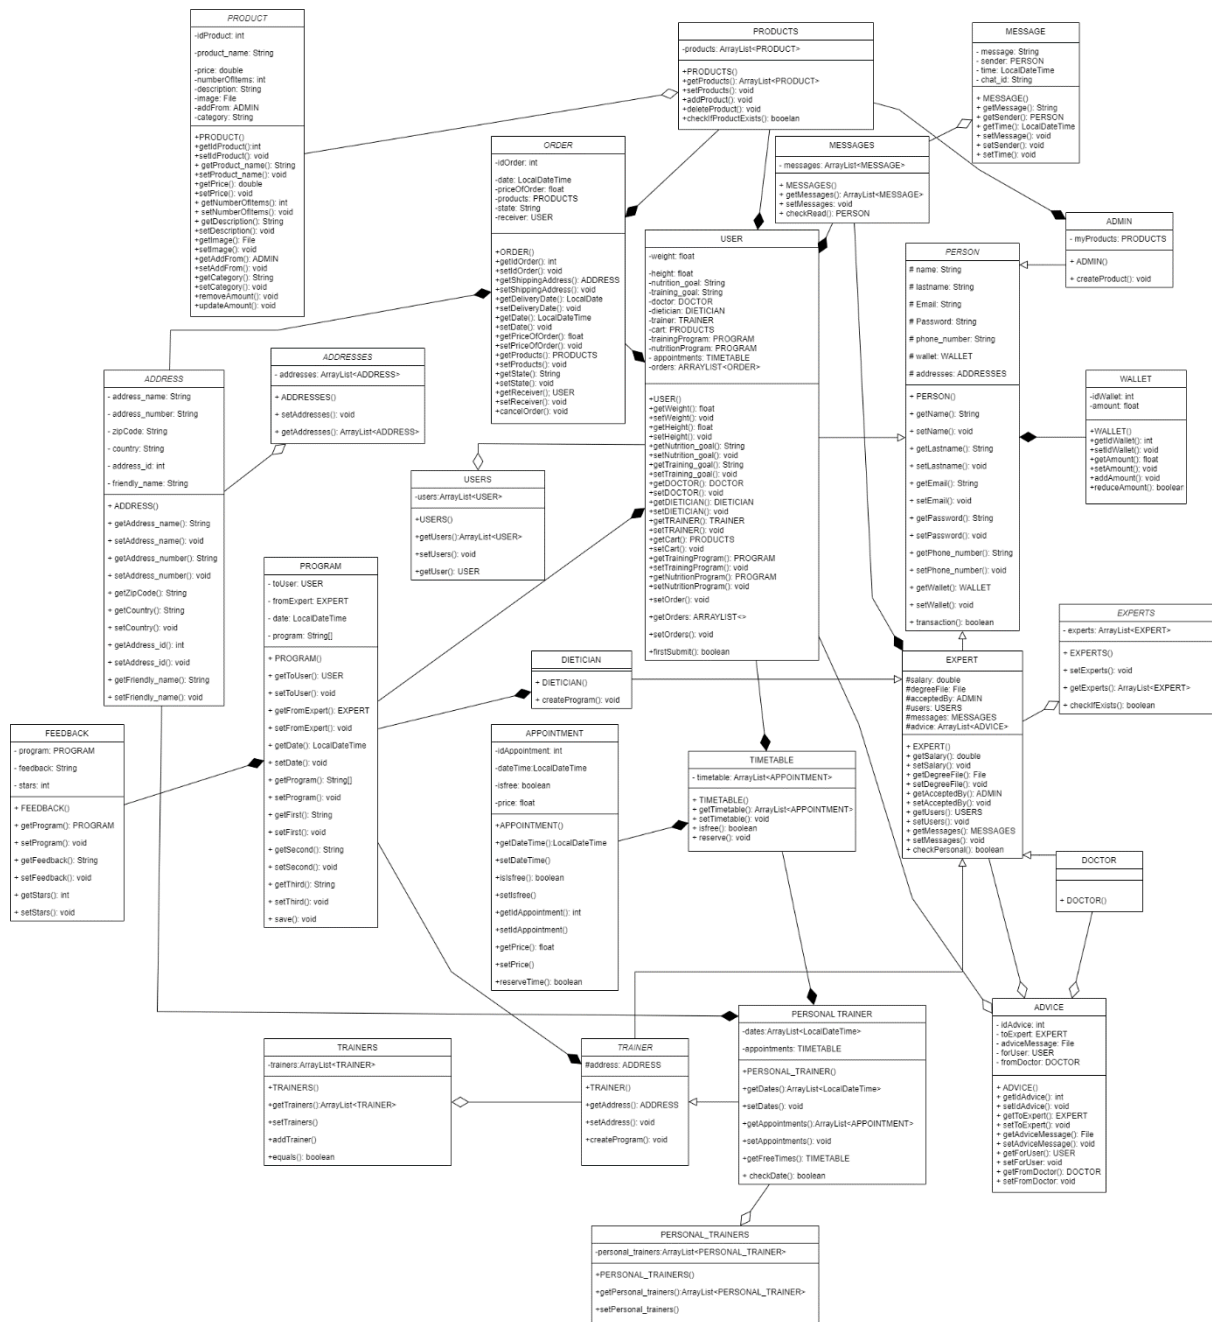 PRODUCT
-idProduct: int
-product_name: String
-price: double
-numberOfItems: int
-description: String
-image: File
-addFrom: ADMIN
-category: String
+PRODUCT()
+getIdProduct():int
+setIdProduct(): void
+ getProduct_name(): String
+setProduct_name(): void
+getPrice(): double
+setPrice(): void
+ getNumberOfItems(): int
+ setNumberOfItems(): void
+ getDescription(): String
+setDescription(): void
+getImage(): File
+setImage(): void
+getAddFrom(): ADMIN
+setAddFrom(): void
+getCategory(): String
+setCategory(): void
+removeAmount(): void
+updateAmount(): void
PRODUCTS
-products: ArrayList<PRODUCT>
+PRODUCTS()
+getProducts(): ArrayList<PRODUCT>
+setProducts(): void
+addProduct(): void
+deleteProduct(): void
+checkIfProductExists(): booelan
MESSAGE
- message: String
- sender: PERSON
- time: LocalDateTime
- chat_id: String
+ MESSAGE()
+ getMessage(): String
+ getSender(): PERSON
+ getTime(): LocalDateTime
+ setMessage(): void
+ setSender(): void
+ setTime(): void
ORDER
-idOrder: int
-date: LocalDateTime
-priceOfOrder: float
-products: PRODUCTS
-state: String
-receiver: USER
+ORDER()
+getIdOrder(): int
+setIdOrder(): void
+getShippingAddress(): ADDRESS
+setShippingAddress(): void
+getDeliveryDate(): LocalDate
+setDeliveryDate(): void
+getDate(): LocalDateTime
+setDate(): void
+getPriceOfOrder(): float
+setPriceOfOrder(): void
+getProducts(): PRODUCTS
+setProducts(): void
+getState(): String
+setState(): void
+getReceiver(): USER
+setReceiver(): void
+cancelOrder(): void
MESSAGES
- messages: ArrayList<MESSAGE>
+ MESSAGES()
+ getMessages(): ArrayList<MESSAGE>
+ setMessages: void
+ checkRead(): PERSON
ADMIN
- myProducts: PRODUCTS
+ ADMIN()
+ createProduct(): void
USER
-weight: float
-height: float
-nutrition_goal: String
-training_goal: String
-doctor: DOCTOR
-dietician: DIETICIAN
-trainer: TRAINER
-cart: PRODUCTS
-trainingProgram: PROGRAM
-nutritionProgram: PROGRAM
- appointments: TIMETABLE
-orders: ARRAYLIST<ORDER>
+USER()
+getWeight(): float
+setWeight(): void
+getHeight(): float
+setHeight(): void
+getNutrition_goal(): String
+setNutrition_goal(): void
+getTraining_goal(): String
+setTraining_goal(): void
+getDOCTOR(): DOCTOR
+setDOCTOR(): void
+getDIETICIAN(): DIETICIAN
+setDIETICIAN(): void
+getTRAINER(): TRAINER
+setTRAINER(): void
+getCart(): PRODUCTS
+setCart(): void
+getTrainingProgram(): PROGRAM
+setTrainingProgram(): void
+getNutritionProgram(): PROGRAM
+setNutritionProgram(): void
+setOrder(): void
+getOrders: ARRAYLIST<>
+setOrders(): void
+firstSubmit(): boolean
PERSON
# name: String
# lastname: String
# Email: String
# Password: String
# phone_number: String
# wallet: WALLET
# addresses: ADDRESSES
+ PERSON()
+ getName(): String
+ setName(): void
+ getLastname(): String
+ setLastname(): void
+ getEmail(): String
+ setEmail(): void
+ getPassword(): String
+ setPassword(): void
+ getPhone_number(): String
+ setPhone_number(): void
+ getWallet(): WALLET
+ setWallet(): void
+ transaction(): boolean
WALLET
-idWallet: int
-amount: float
+WALLET()
+getIdWallet(): int
+setIdWallet(): void
+getAmount(): float
+setAmount(): void
+addAmount(): void
+reduceAmount(): boolean
ADDRESSES
- addresses: ArrayList<ADDRESS>
+ ADDRESSES()
+ setAddresses(): void
+ getAddresses(): ArrayList<ADDRESS>
ADDRESS
- address_name: String
- address_number: String
- zipCode: String
- country: String
- address_id: int
- friendly_name: String
+ ADDRESS()
+ getAddress_name(): String
+ setAddress_name(): void
+ getAddress_number(): String
+ setAddress_number(): void
+ getZipCode(): String
+ getCountry(): String
+ setCountry(): void
+ getAddress_id(): int
+ setAddress_id(): void
+ getFriendly_name(): String
+ setFriendly_name(): void
USERS
-users:ArrayList<USER>
+USERS()
+getUsers():ArrayList<USER>
+setUsers(): void
+getUser(): USER
PROGRAM
- toUser: USER
- fromExpert: EXPERT
- date: LocalDateTime
- program: String[]
+ PROGRAM()
+ getToUser(): USER
+ setToUser(): void
+ getFromExpert(): EXPERT
+ setFromExpert(): void
+ getDate(): LocalDateTime
+ setDate(): void
+ getProgram(): String[]
+ setProgram(): void
+ getFirst(): String
+ setFirst(): void
+ getSecond(): String
+ setSecond(): void
+ getThird(): String
+ setThird(): void
+ save(): void
EXPERTS
- experts: ArrayList<EXPERT>
+ EXPERTS()
+ setExperts(): void
+ getExperts(): ArrayList<EXPERT>
+ checkIfExists(): boolean
DIETICIAN
+ DIETICIAN()
+ createProgram(): void
EXPERT
#salary: double
#degreeFile: File
#acceptedBy: ADMIN
#users: USERS
#messages: MESSAGES
#advice: ArrayList<ADVICE>
+ EXPERT()
+ getSalary(): double
+ setSalary(): void
+ getDegreeFile(): File
+ setDegreeFile(): void
+ getAcceptedBy(): ADMIN
+ setAcceptedBy(): void
+ getUsers(): USERS
+ setUsers(): void
+ getMessages(): MESSAGES
+ setMessages(): void
+ checkPersonal(): boolean
FEEDBACK
- program: PROGRAM
- feedback: String
- stars: int
+ FEEDBACK()
+ getProgram(): PROGRAM
+ setProgram(): void
+ getFeedback(): String
+ setFeedback(): void
+ getStars(): int
+ setStars(): void
APPOINTMENT
-idAppointment: int
-dateTime:LocalDateTime
-isfree: boolean
-price: float
+APPOINTMENT()
+getDateTime():LocalDateTime
+setDateTime()
+isIsfree(): boolean
+setIsfree()
+getIdAppointment(): int
+setIdAppointment()
+getPrice(): float
+setPrice()
+reserveTime(): boolean
TIMETABLE
- timetable: ArrayList<APPOINTMENT>
+ TIMETABLE()
+ getTimetable(): ArrayList<APPOINTMENT>
+ setTimetable(): void
+ isfree(): boolean
+ reserve(): void
DOCTOR
+ DOCTOR()
ADVICE
- idAdvice: int
- toExpert: EXPERT
- adviceMessage: File
- forUser: USER
- fromDoctor: DOCTOR
+ ADVICE()
+ getIdAdvice(): int
+ setIdAdvice(): void
+ getToExpert(): EXPERT
+ setToExpert(): void
+ getAdviceMessage(): File
+ setAdviceMessage(): void
+ getForUser(): USER
+ setForUser: void
+ getFromDoctor(): DOCTOR
+ setFromDoctor: void
PERSONAL TRAINER
-dates:ArrayList<LocalDateTime>
-appointments: TIMETABLE
+PERSONAL_TRAINER()
+getDates():ArrayList<LocalDateTime>
+setDates(): void
+getAppointments():ArrayList<APPOINTMENT>
+setAppointments(): void
+getFreeTimes(): TIMETABLE
+ checkDate(): boolean
TRAINERS
-trainers:ArrayList<TRAINER>
+TRAINERS()
+getTrainers():ArrayList<TRAINER>
+setTrainers()
+addTrainer()
+equals(): boolean
TRAINER
#address: ADDRESS
+TRAINER()
+getAddress(): ADDRESS
+setAddress(): void
+createProgram(): void
PERSONAL_TRAINERS
-personal_trainers:ArrayList<PERSONAL_TRAINER>
+PERSONAL_TRAINERS()
+getPersonal_trainers():ArrayList<PERSONAL_TRAINER>
+setPersonal_trainers()